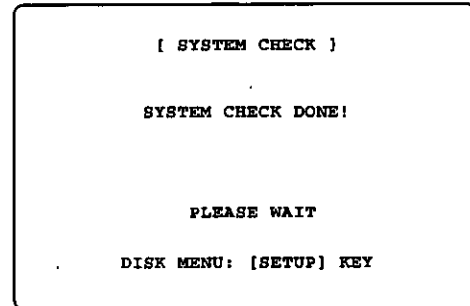 [ SYSTEM CHECK ]
SYSTEM CHECK DONE!
PLEASE WAIT
DISK MENU: [SETUP] KEY